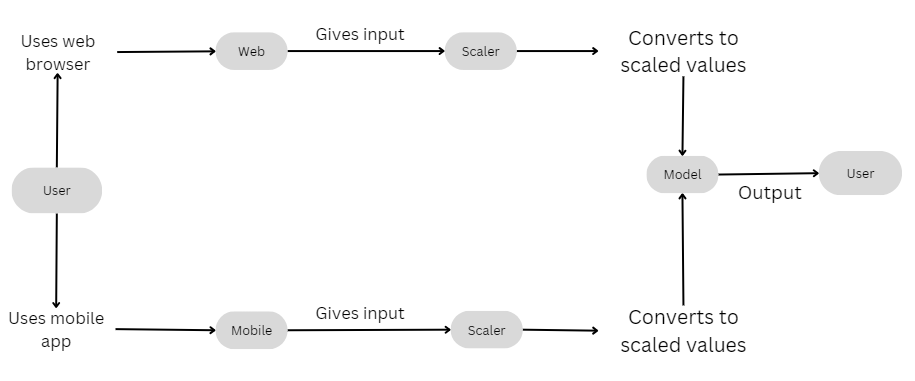 Uses web
browser
Web
Gives input
Scaler
Converts to
scaled values
User
Model
Output
User
Uses mobile
app
Mobile
Gives input
Scaler
Converts to
scaled values